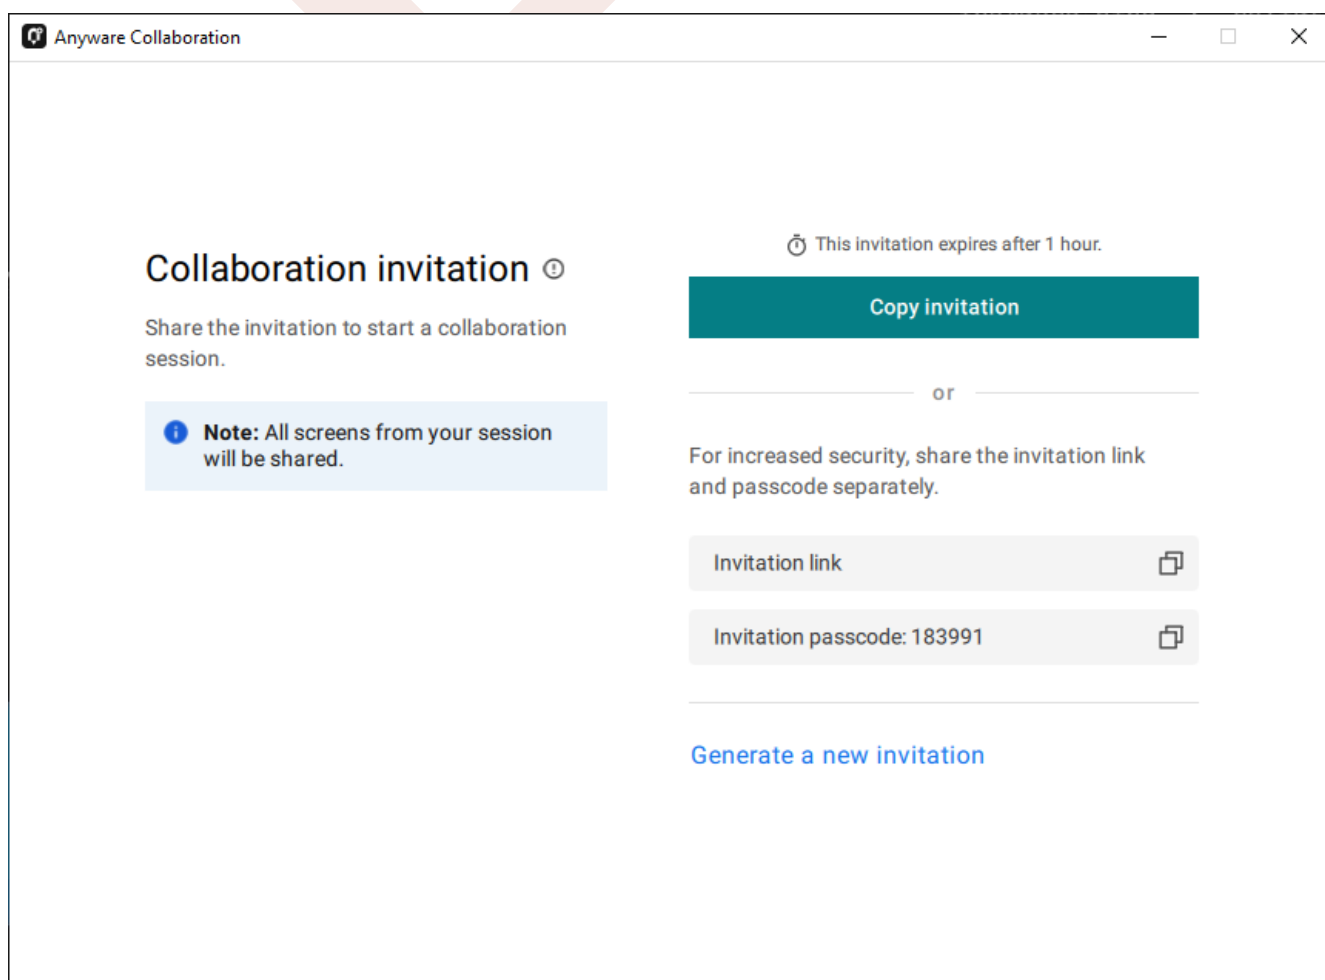 Anyware Collaboration
Collaboration invitation
Share the invitation to start a collaboration
session.
Note: All screens from your session
will be shared.
This invitation expires after 1 hour.
Copy invitation
or
For increased security, share the invitation link
and passcode separately.
Invitation link
Invitation passcode: 183991
Generate a new invitation